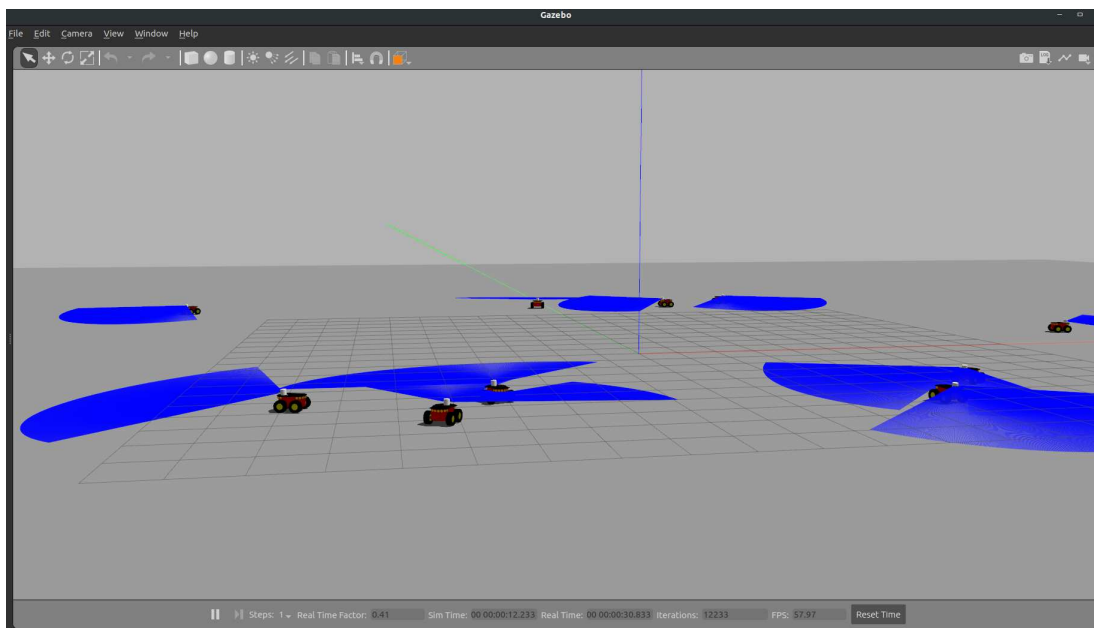 Gazebo
File Edit Camera View Window Help
Steps: 1 Real Time Factor: 0.41 Sim Time: 00 00:00:12.233 Real Time: 00 00:00:30.833 Iterations: 12233 FPS: 57.97 Reset Time